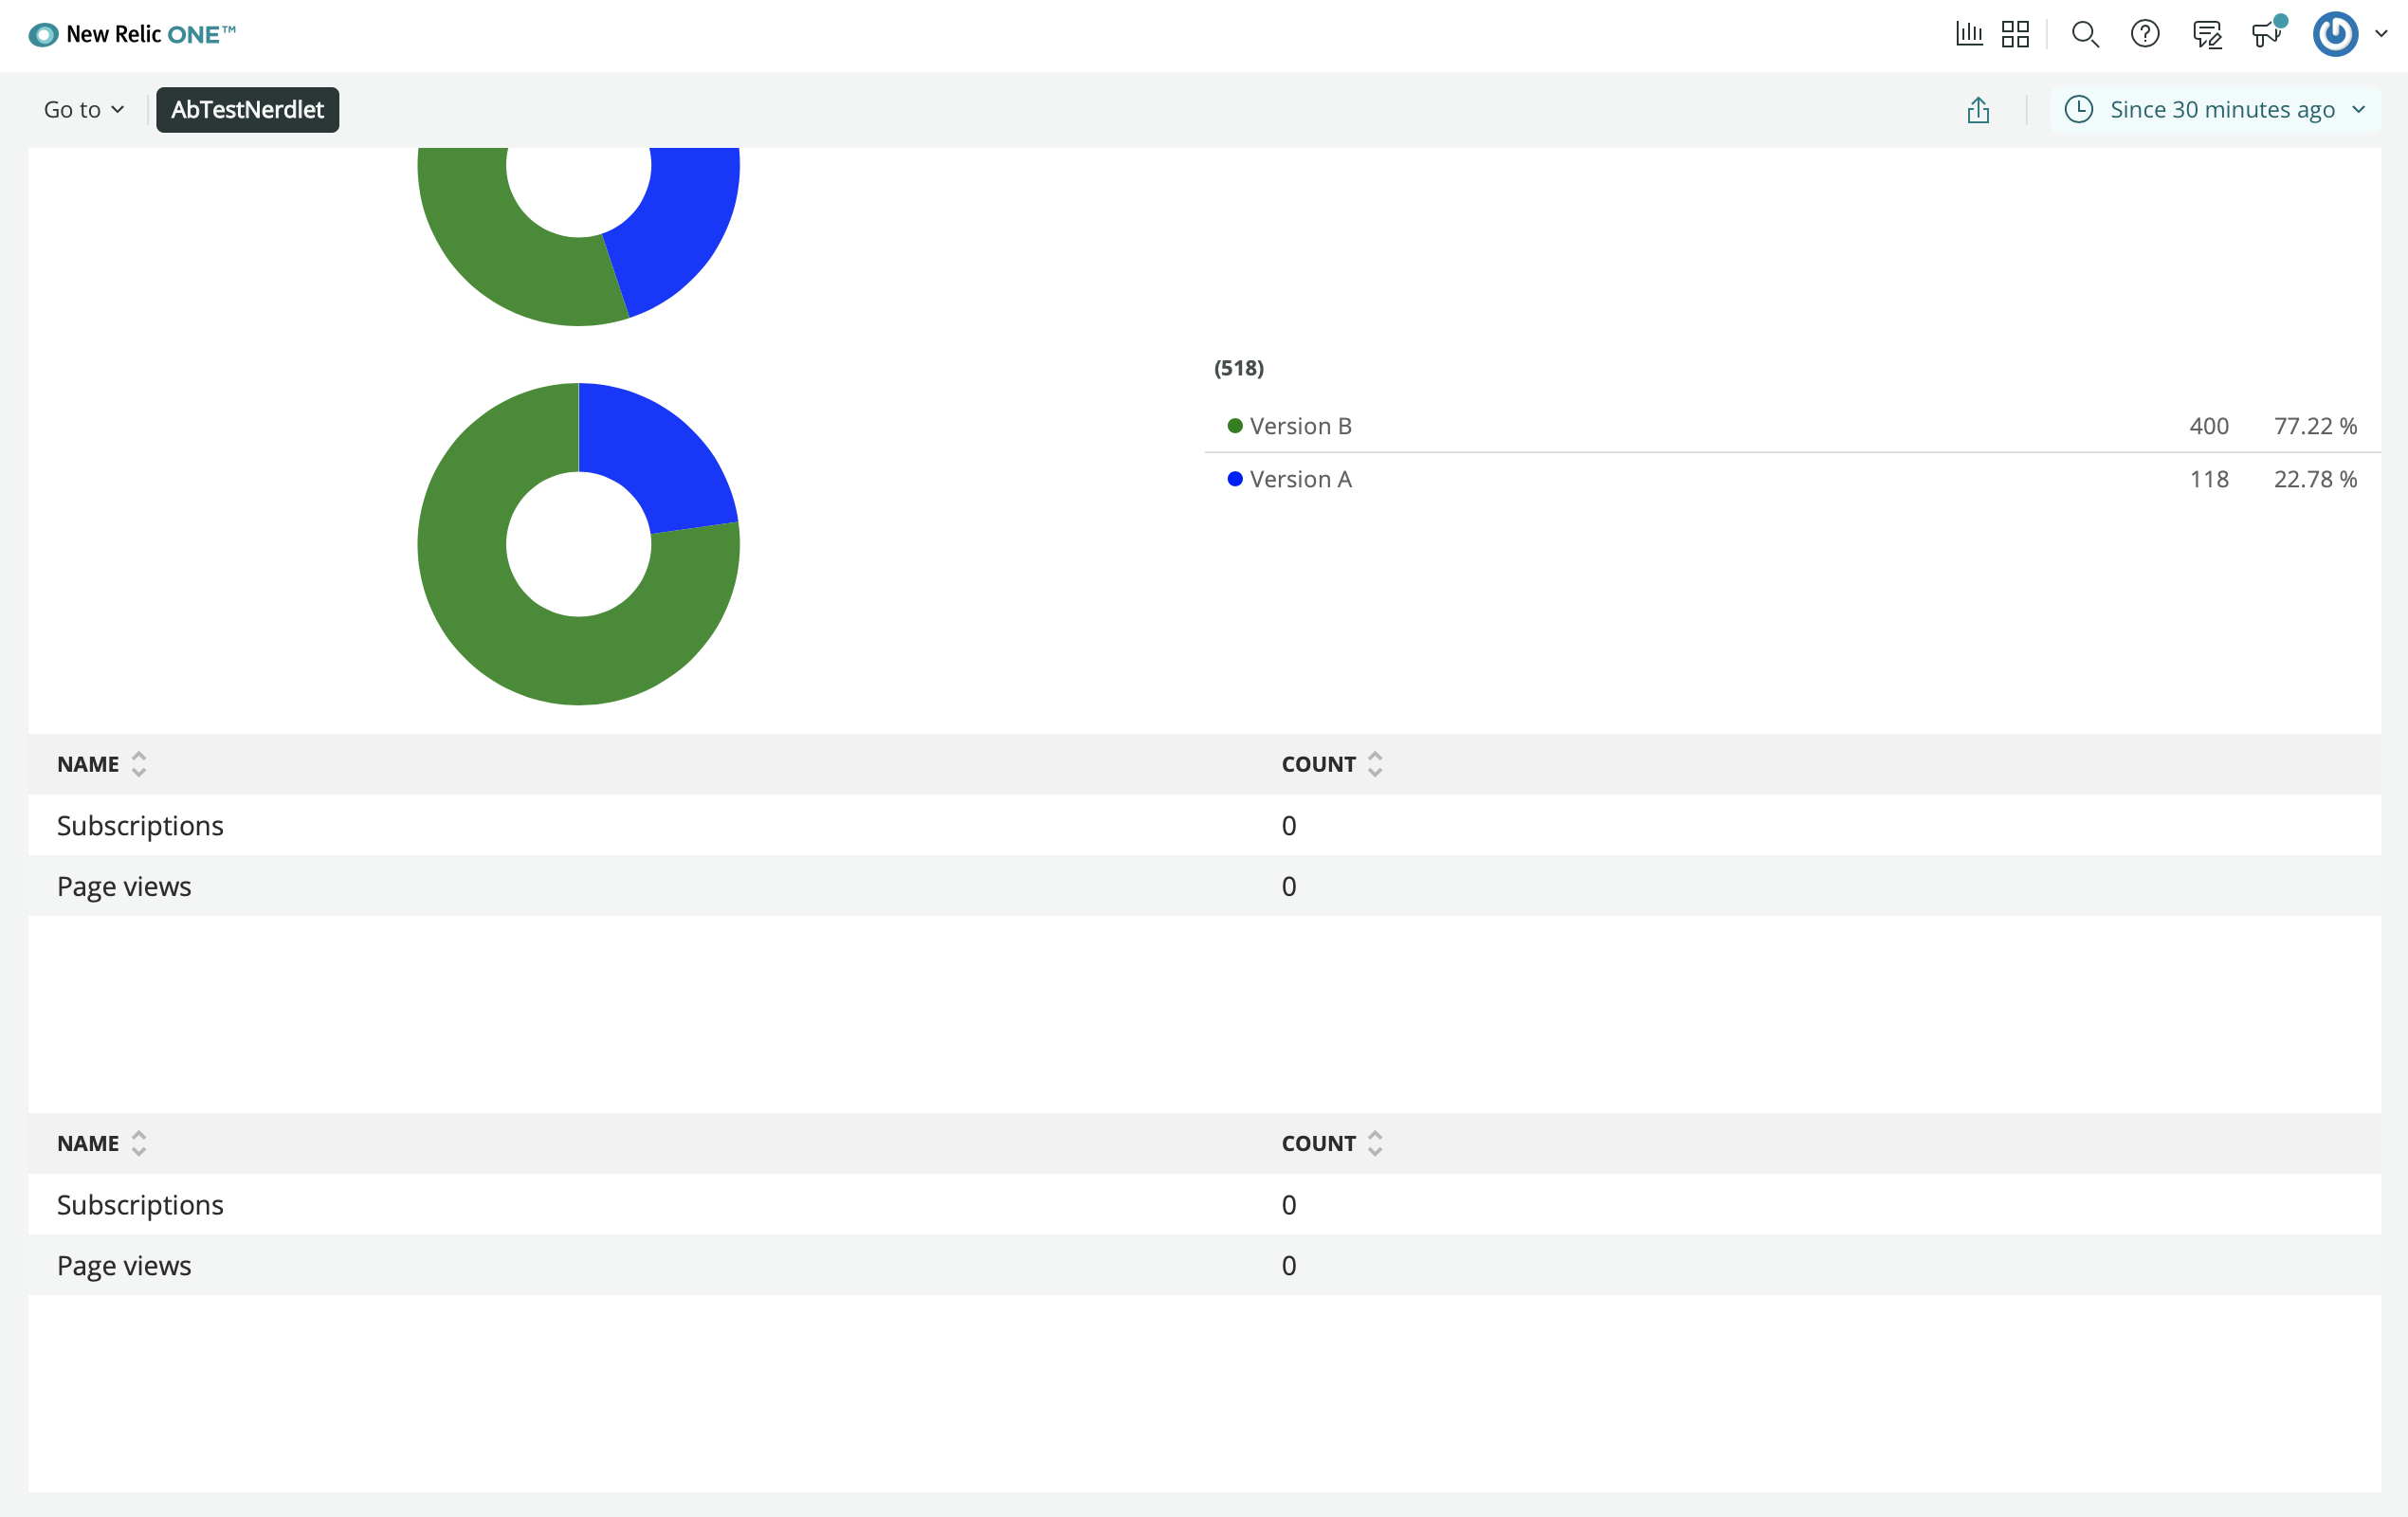 New Relic ONE™
Go to AbTestNerdlet Since 30 minutes ago
(518)
Version B 400 77.22 %
Version A 118 22.78 %
NAME COUNT
Subscriptions 0
Page views 0
NAME COUNT
Subscriptions 0
Page views 0